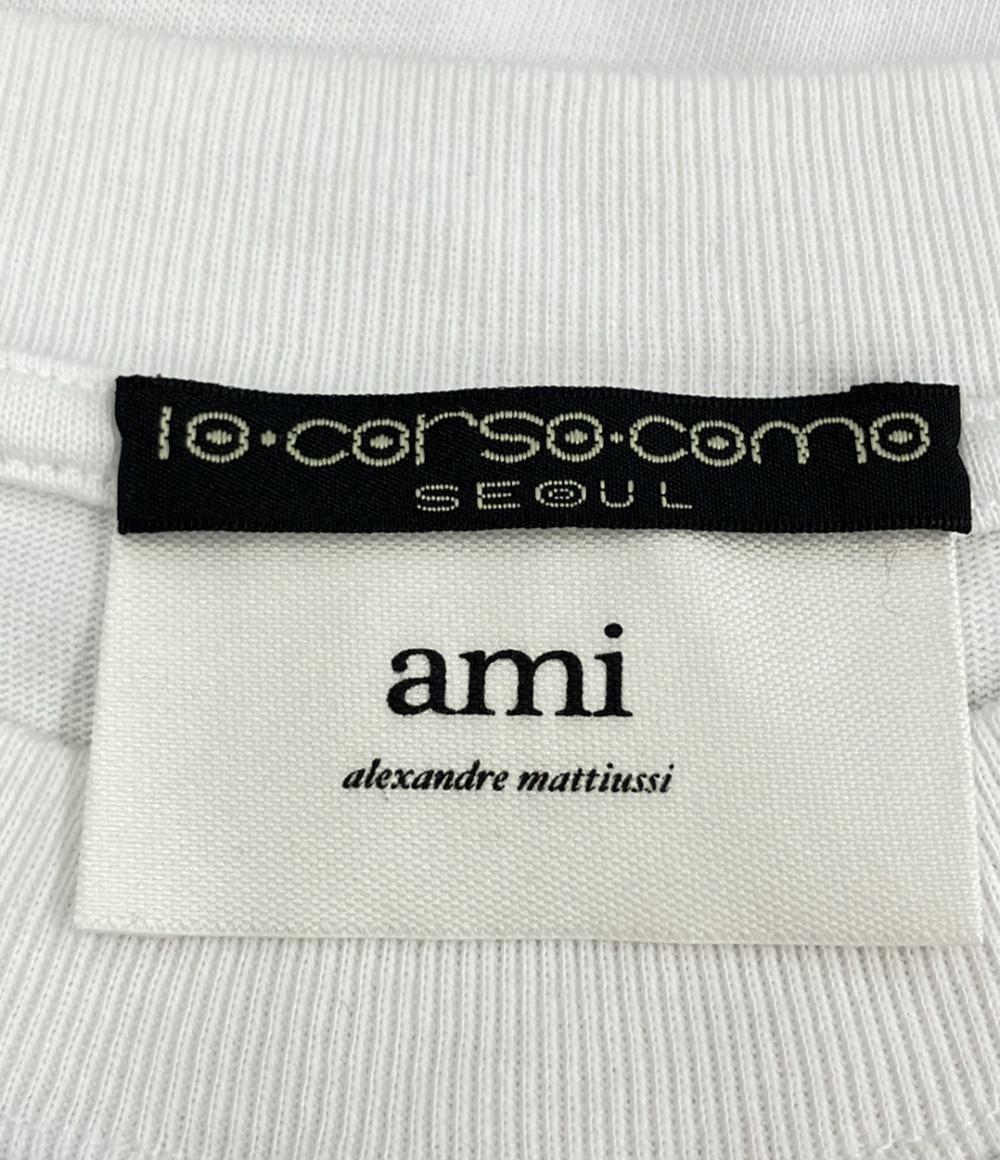 10·corso·como
SEOUL
ami
alexandre mattiussi